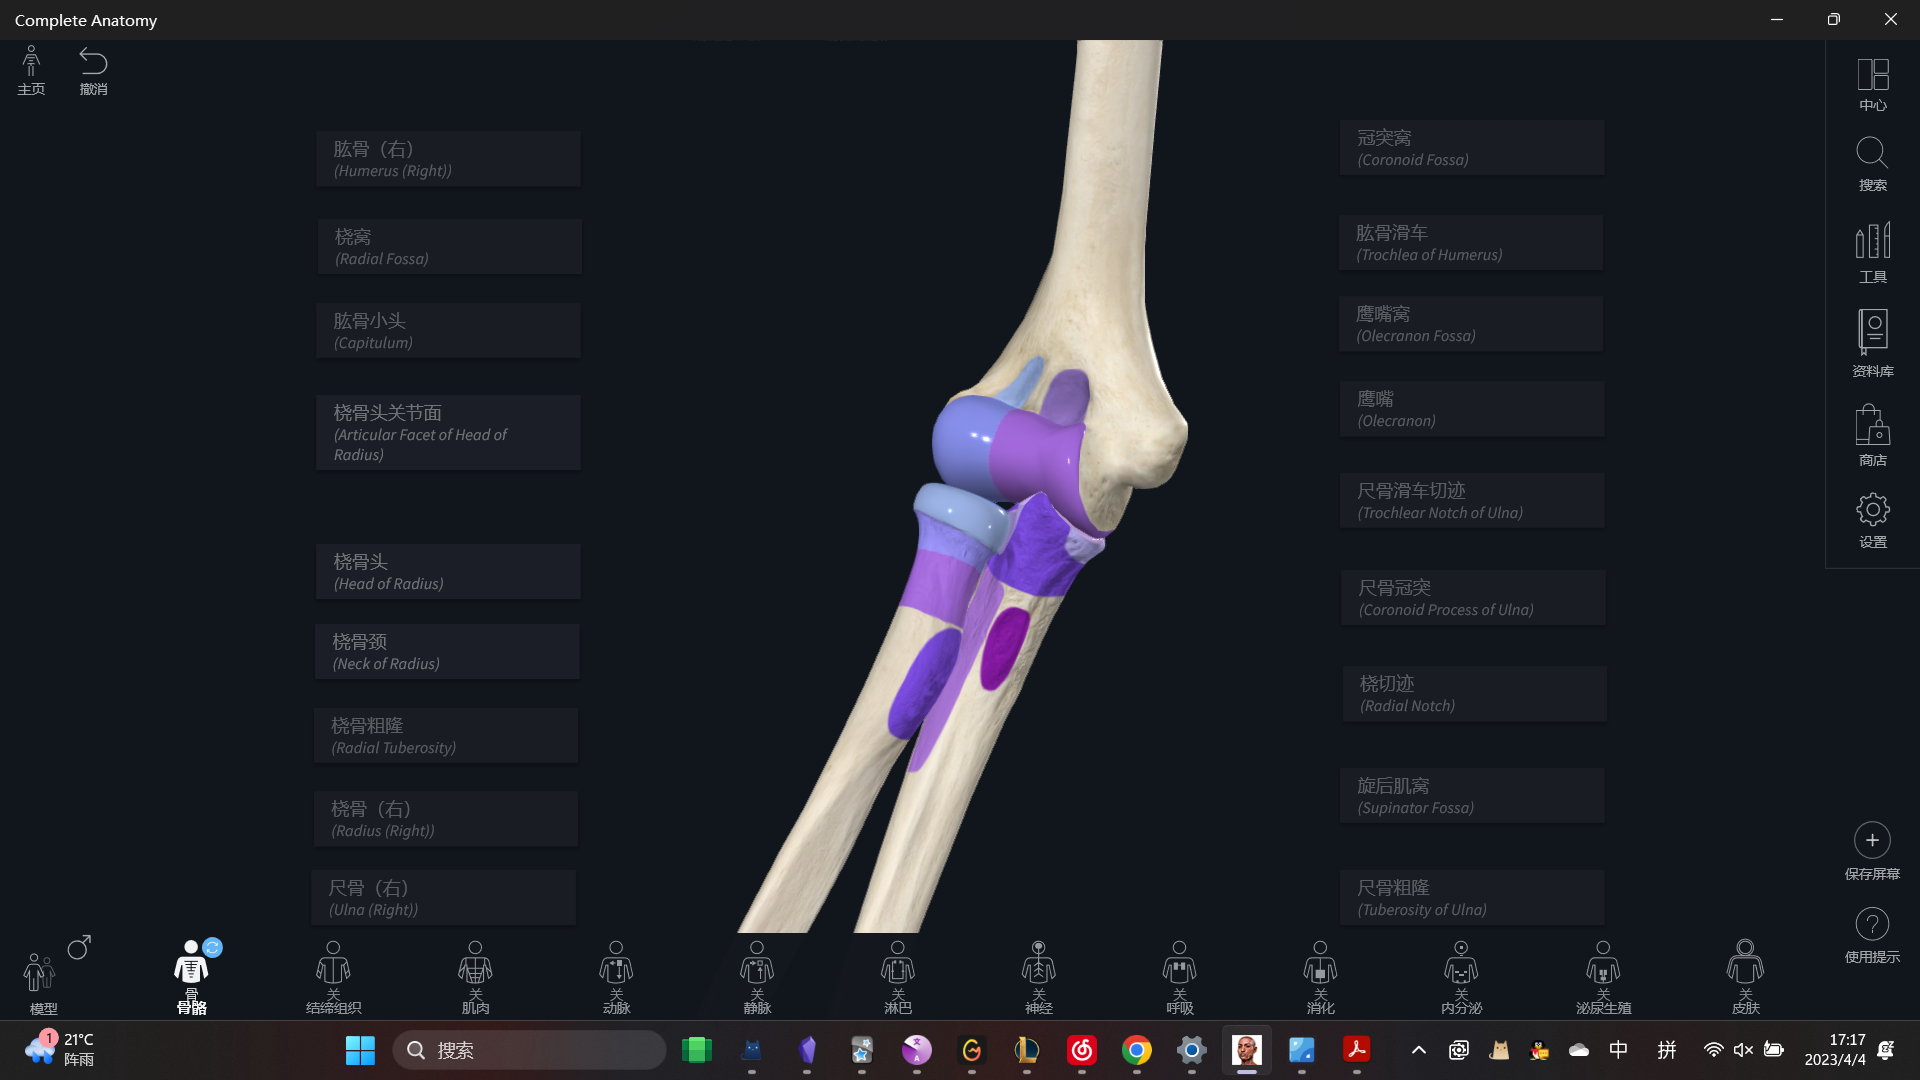 Complete Anatomy
主页
撤消
肱骨（右）
(Humerus (Right))
桡窝
(Radial Fossa)
肱骨小头
(Capitulum)
桡骨头关节面
(Articular Facet of Head of
Radius)
桡骨头
(Head of Radius)
桡骨颈
(Neck of Radius)
桡骨粗隆
(Radial Tuberosity)
桡骨（右）
(Radius (Right))
尺骨（右）
(Ulna (Right))
冠突窝
(Coronoid Fossa)
肱骨滑车
(Trochlea of Humerus)
鹰嘴窝
(Olecranon Fossa)
鹰嘴
(Olecranon)
尺骨滑车切迹
(Trochlear Notch of Ulna)
尺骨冠突
(Coronoid Process of Ulna)
桡切迹
(Radial Notch)
旋后肌窝
(Supinator Fossa)
尺骨粗隆
(Tuberosity of Ulna)
中心
搜索
工具
资料库
商店
设置
保存屏幕
使用提示
模型
骨
骨骼
关
结缔组织
关
肌肉
关
动脉
关
静脉
关
淋巴
关
神经
关
呼吸
关
消化
关
内分泌
关
泌尿生殖
关
皮肤
1
21°C
阵雨
搜索
中
拼
17:17
2023/4/4